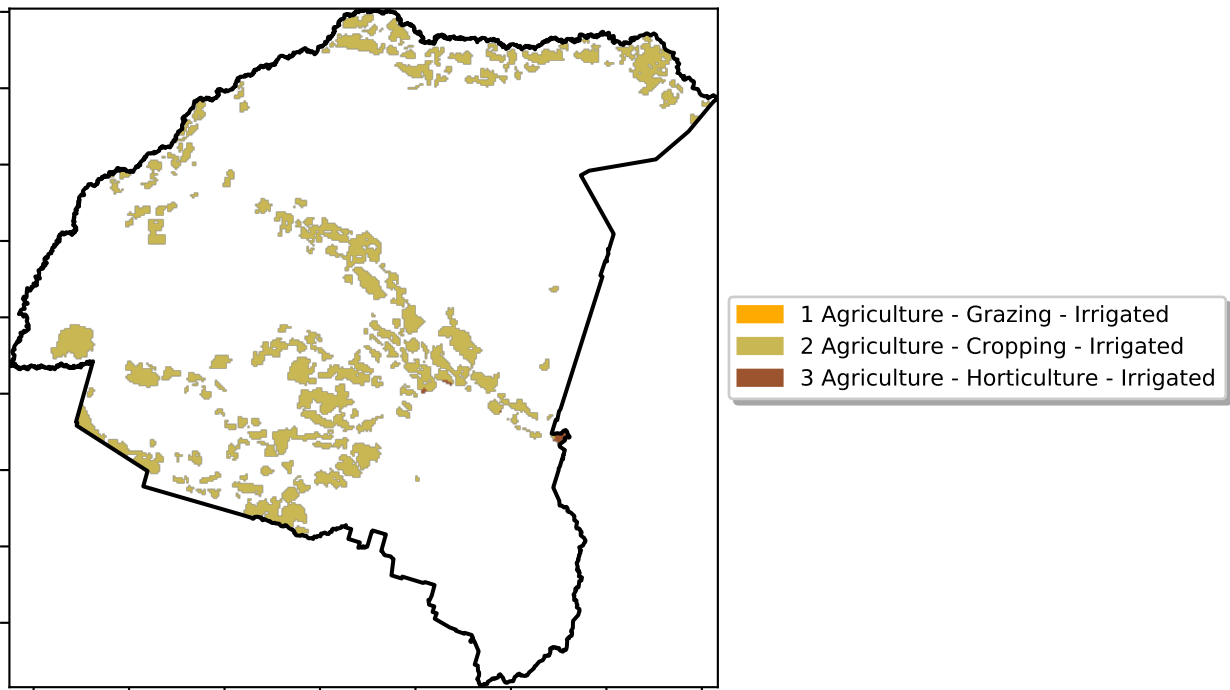 1 Agriculture - Grazing - Irrigated
2 Agriculture - Cropping - Irrigated
3 Agriculture - Horticulture - Irrigated